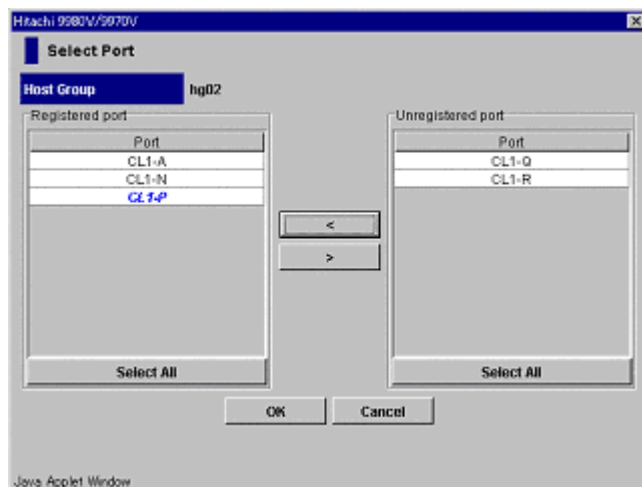 Hitachi 9980V/9970V
Select Port
Host Group hg02
Registered port
Port
CL1-A
CL1-N
CL1-P
Select All
<
>
Unregistered port
Port
CL1-Q
CL1-R
Select All
OK Cancel
Java Applet Window